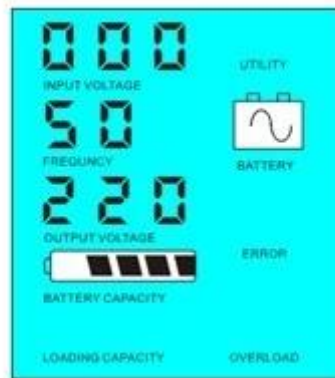 000
UTILITY
INPUT VOLTAGE
50
FREQUNCY
BATTERY
220
OUTPUT VOLTAGE
ERROR
BATTERY CAPACITY
LOADING CAPACITY
OVERLOAD